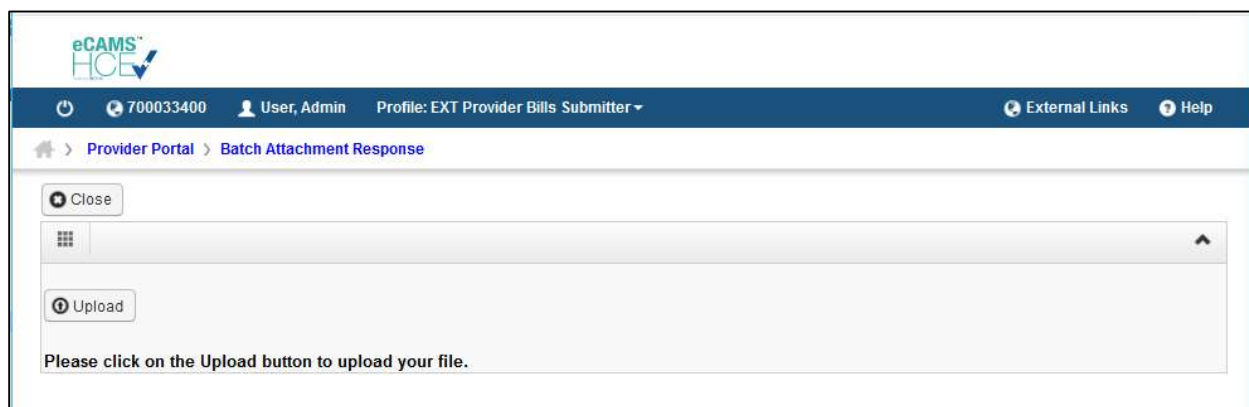 eCAMS™
HCE
700033400 User, Admin Profile: EXT Provider Bills Submitter External Links Help
> Provider Portal > Batch Attachment Response
Close
Upload
Please click on the Upload button to upload your file.